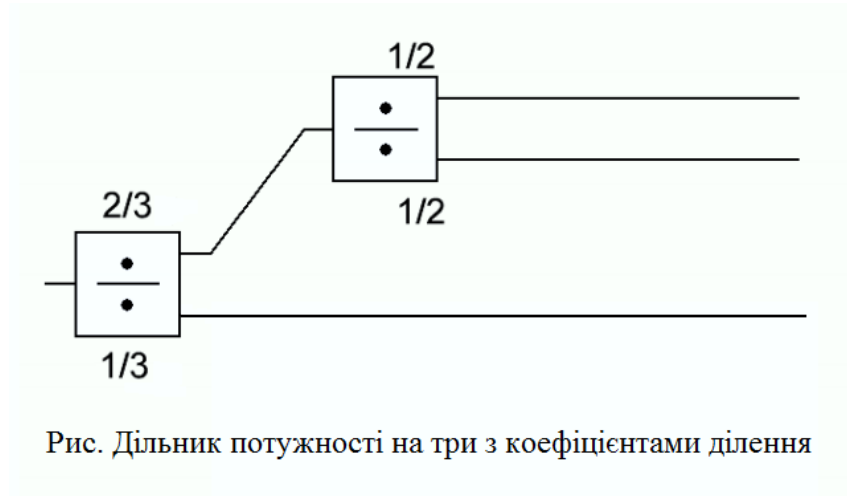 1/2
1/2
2/3
1/3
Рис. Дільник потужності на три з коефіцієнтами ділення